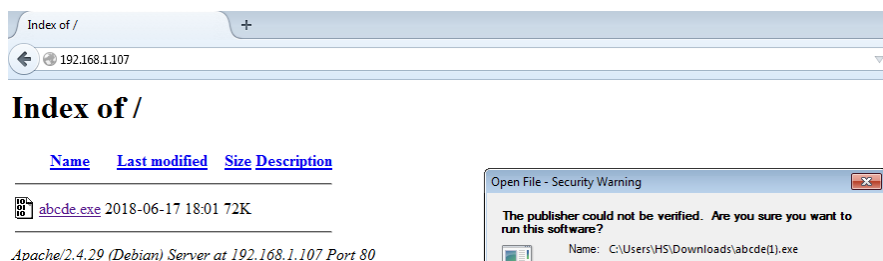 Index of /
+
192.168.1.107
Index of /
Name Last modified Size Description
abcde.exe 2018-06-17 18:01 72K
Apache/2.4.29 (Debian) Server at 192.168.1.107 Port 80
Open File - Security Warning
The publisher could not be verified. Are you sure you want to
run this software?
Name: C:\Users\HS\Downloads\abcde(1).exe